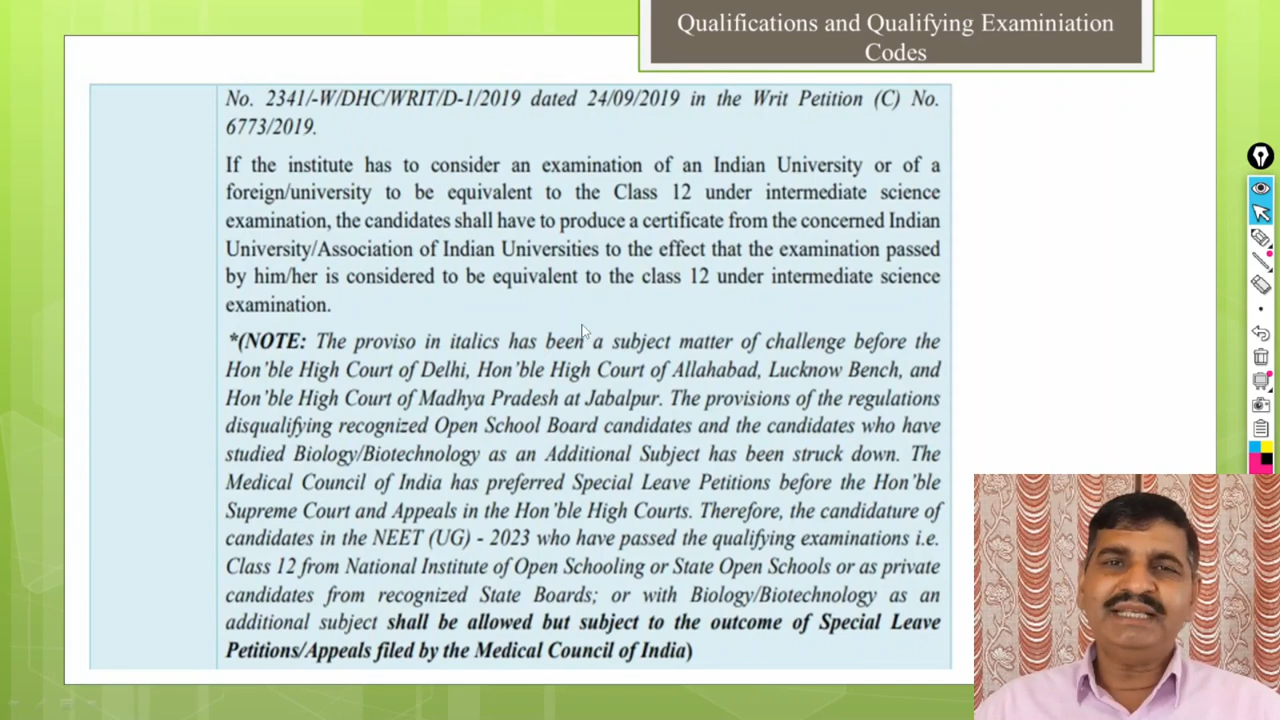 Qualifications and Qualifying Examiniation
Codes
No. 2341/-W/DHC/WRIT/D-1/2019 dated 24/09/2019 in the Writ Petition (C) No.
6773/2019.
If the institute has to consider an examination of an Indian University or of a
foreign/university to be equivalent to the Class 12 under intermediate science
examination, the candidates shall have to produce a certificate from the concerned Indian
University/Association of Indian Universities to the effect that the examination passed
by him/her is considered to be equivalent to the class 12 under intermediate science
examination.
*(NOTE: The proviso in italics has been a subject matter of challenge before the
Hon'ble High Court of Delhi, Hon'ble High Court of Allahabad, Lucknow Bench, and
Hon'ble High Court of Madhya Pradesh at Jabalpur. The provisions of the regulations
disqualifying recognized Open School Board candidates and the candidates who have
studied Biology/Biotechnology as an Additional Subject has been struck down. The
Medical Council of India has preferred Special Leave Petitions before the Hon'ble
Supreme Court and Appeals in the Hon'ble High Courts. Therefore, the candidature of
candidates in the NEET (UG) - 2023 who have passed the qualifying examinations i.e.
Class 12 from National Institute of Open Schooling or State Open Schools or as private
candidates from recognized State Boards; or with Biology/Biotechnology as an
additional subject shall be allowed but subject to the outcome of Special Leave
Petitions/Appeals filed by the Medical Council of India)